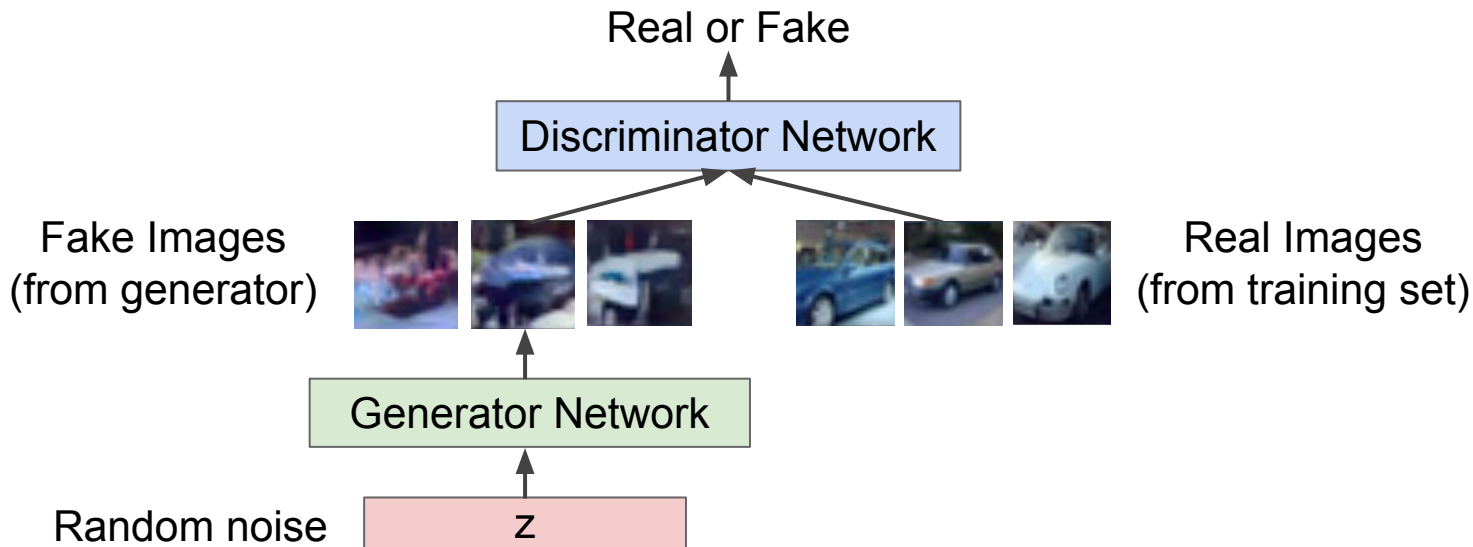 Real or Fake
Discriminator Network
Fake Images
(from generator)
Real Images
(from training set)
Generator Network
Random noise
z